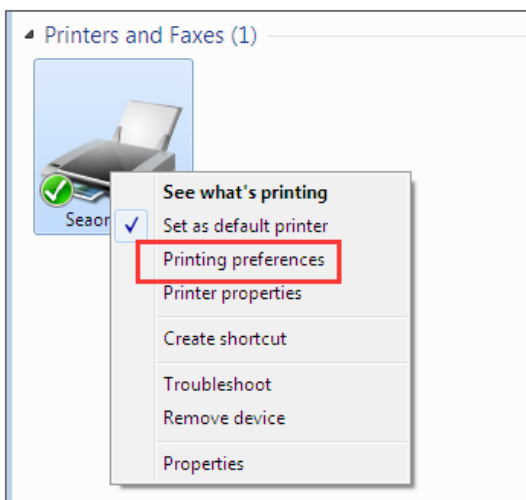 Printers and Faxes (1)
Seaor
See what's printing
Set as default printer
Printing preferences
Printer properties
Create shortcut
Troubleshoot
Remove device
Properties